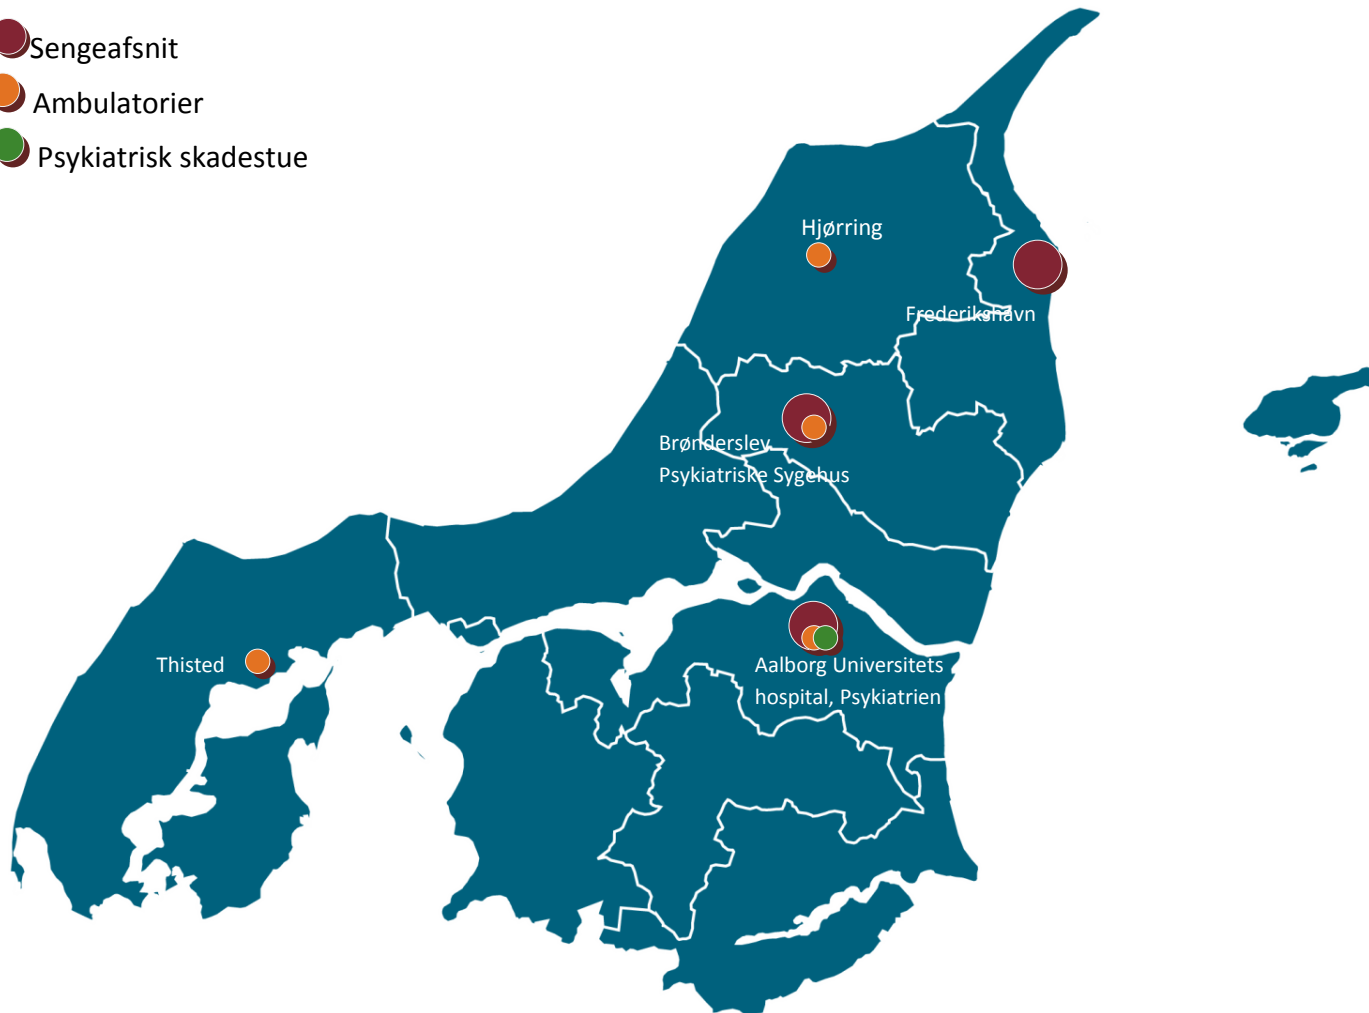 Sengeafsnit
Ambulatorier
Psykiatrisk skadestue
Hjørring
Frederikshavn
Brønderslev
Psykiatriske Sygehus
Thisted
Aalborg Universitets
hospital, Psykiatrien